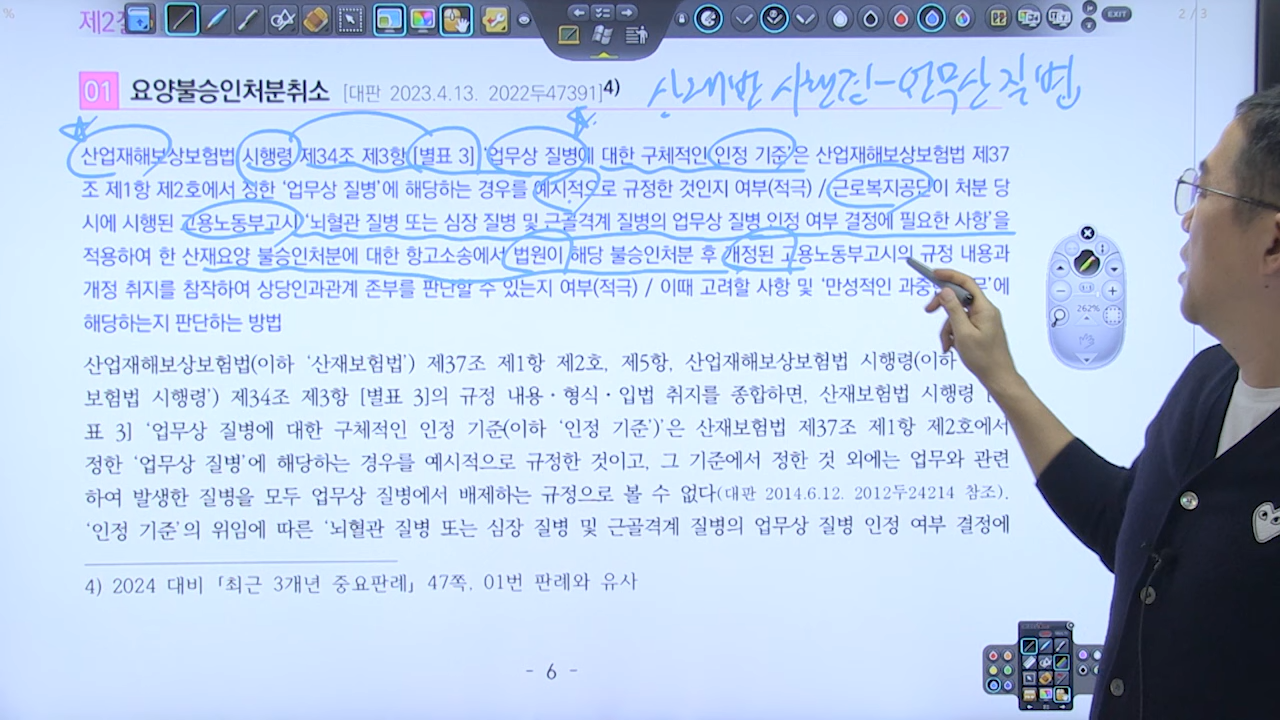 제2
2 / 3
EXIT
01 요양불승인처분취소 [대판 2023.4.13. 2022두47391]4)
산재법 사례집-업무상 질병
산업재해보상보험법 시행령 제34조 제3항 [별표 3] '업무상 질병에 대한 구체적인 인정 기준'은 산업재해보상보험법 제37
조 제1항 제2호에서 정한 '업무상 질병'에 해당하는 경우를 예시적으로 규정한 것인지 여부(적극) / 근로복지공단이 처분 당
시에 시행된 고용노동부고시 '뇌혈관 질병 또는 심장 질병 및 근골격계 질병의 업무상 질병 인정 여부 결정에 필요한 사항'을
적용하여 한 산재요양 불승인처분에 대한 항고소송에서 법원이 해당 불승인처분 후 개정된 고용노동부고시의 규정 내용과
개정 취지를 참작하여 상당인과관계 존부를 판단할 수 있는지 여부(적극) / 이때 고려할 사항 및 '만성적인 과중 에
해당하는지 판단하는 방법
산업재해보상보험법(이하 '산재보험법') 제37조 제1항 제2호, 제5항, 산업재해보상보험법 시행령(이하
보험법 시행령') 제34조 제3항 [별표 3]의 규정 내용·형식·입법 취지를 종합하면, 산재보험법 시행령 [
표 3] '업무상 질병에 대한 구체적인 인정 기준(이하 '인정 기준')'은 산재보험법 제37조 제1항 제2호에서
정한 '업무상 질병'에 해당하는 경우를 예시적으로 규정한 것이고, 그 기준에서 정한 것 외에는 업무와 관련
하여 발생한 질병을 모두 업무상 질병에서 배제하는 규정으로 볼 수 없다(대판 2014.6.12. 2012두24214 참조).
'인정 기준'의 위임에 따른 '뇌혈관 질병 또는 심장 질병 및 근골격계 질병의 업무상 질병 인정 여부 결정에
4) 2024 대비 「최근 3개년 중요판례」 47쪽, 01번 판례와 유사
- 6 -
262%